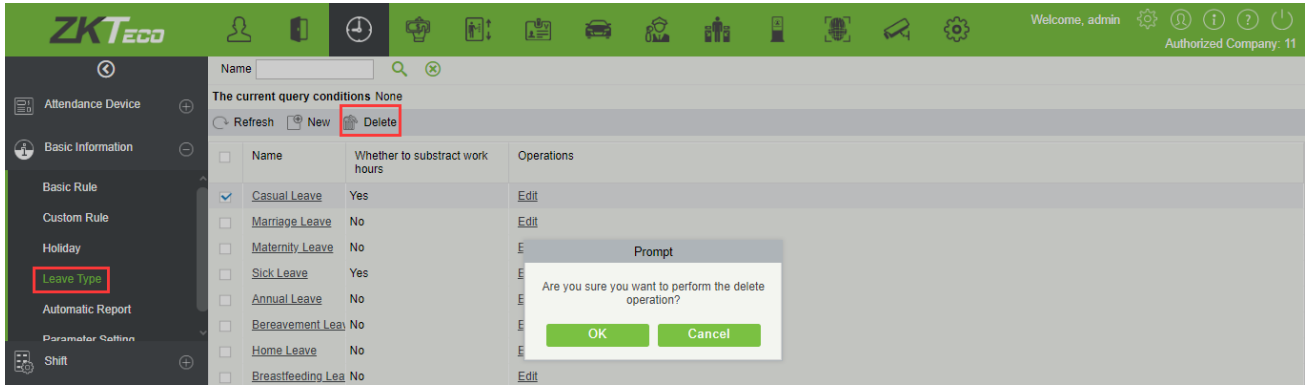 ZKTECO
Welcome, admin
Authorized Company: 11
Name
Attendance Device
The current query conditions None
Refresh New Delete
Basic Information
Name Whether to substract work hours Operations
Basic Rule
Casual Leave Yes Edit
Custom Rule
Marriage Leave No Edit
Holiday
Maternity Leave No E
Prompt
Leave Type
Sick Leave Yes E
Are you sure you want to perform the delete
operation?
Annual Leave No E
Automatic Report
Bereavement Leav No E
OK Cancel
Parameter Setting
Home Leave No E
Shift
Breastfeeding Lea No Edit